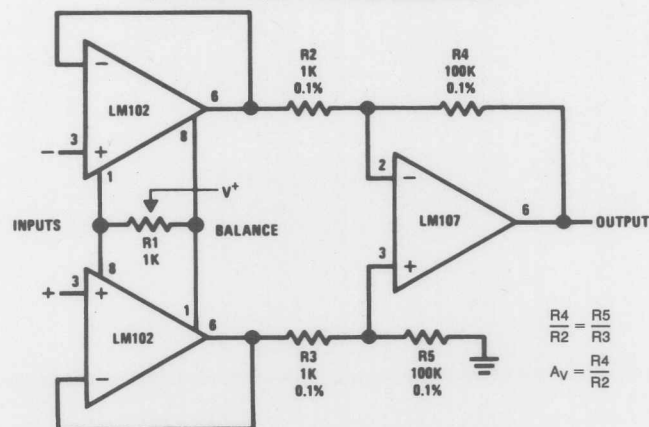 R2
1K
0.1%
R4
100K
0.1%
−
6
LM102
8
− 3 +
1
2
−
V+
INPUTS
R1
1K
BALANCE
LM107
6
OUTPUT
3
+
8
+ 3 +
1
6
LM102
−
R3
1K
0.1%
R5
100K
0.1%
R4/R2 = R5/R3
AV = R4/R2